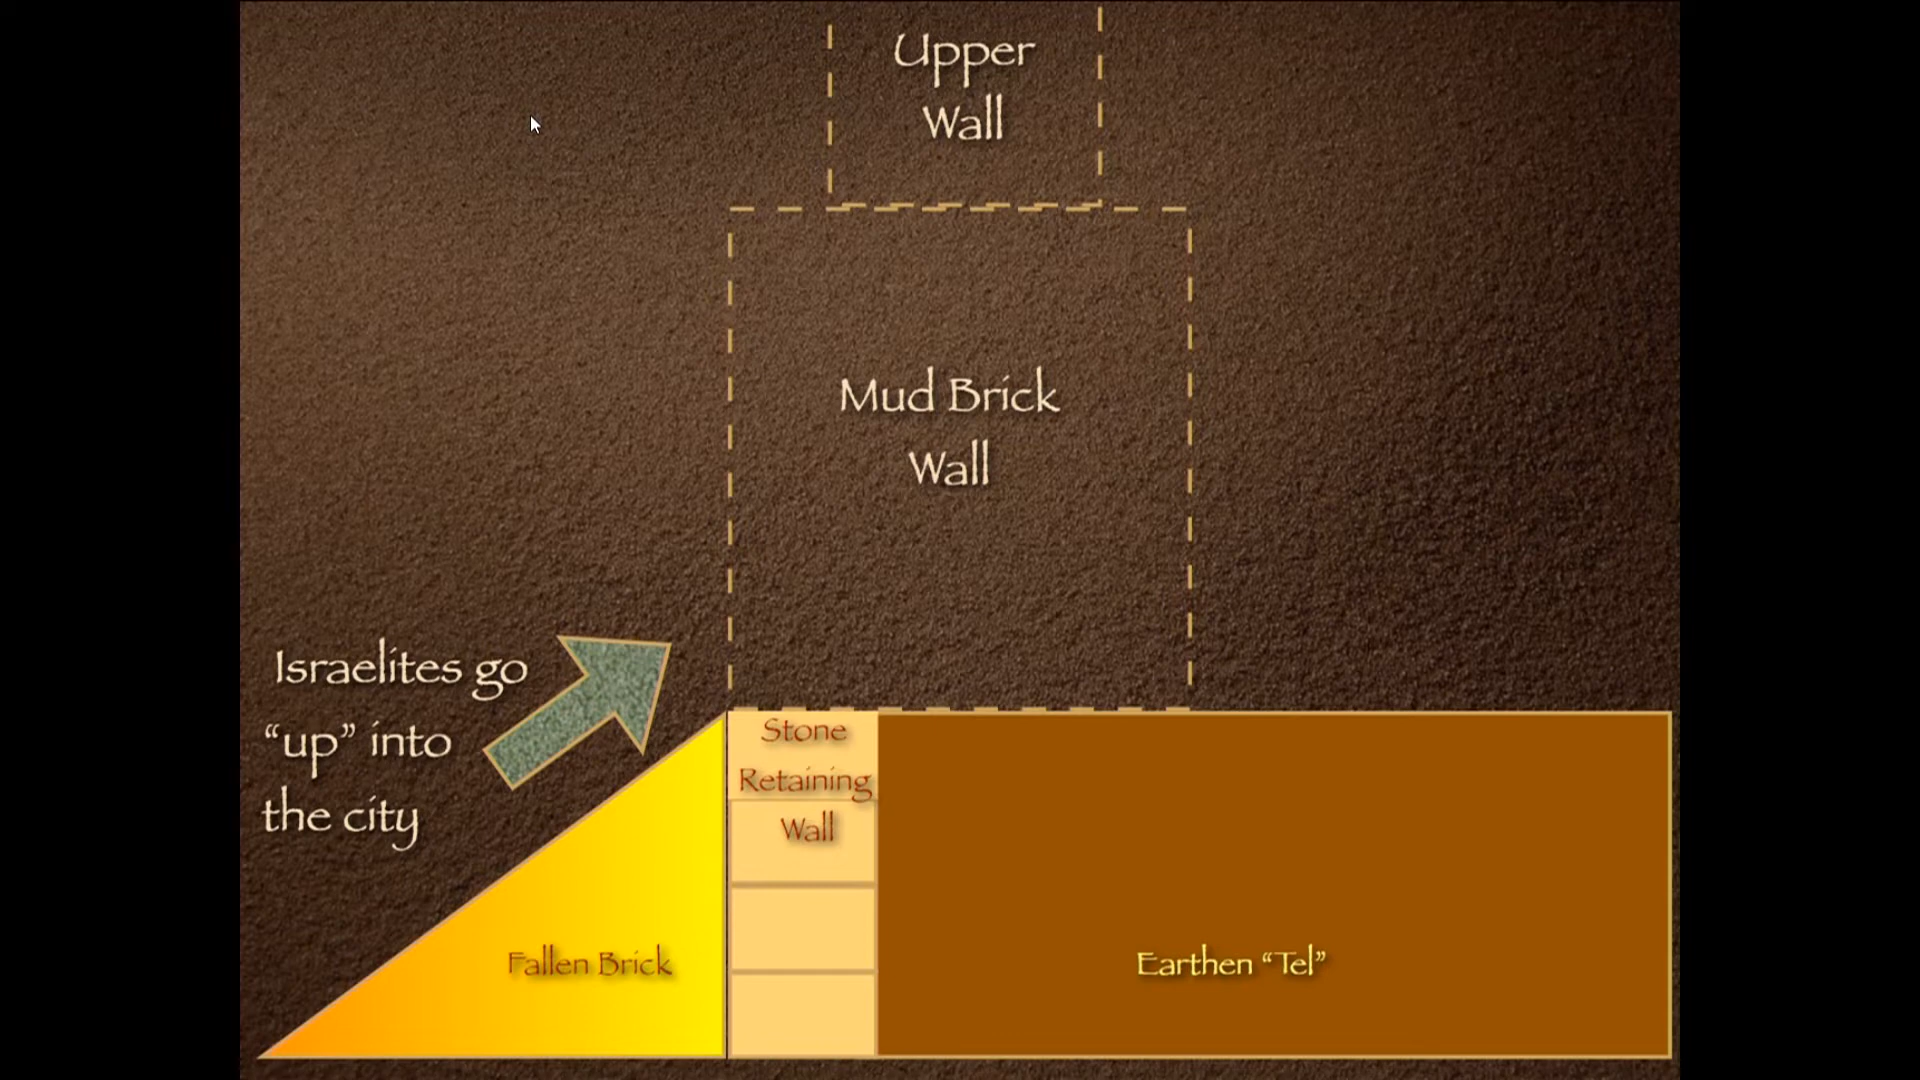 Upper
Wall
Mud Brick
Wall
Israelites go
“up” into
the city
Stone
Retaining
Wall
Fallen Brick
Earthen “Tel”